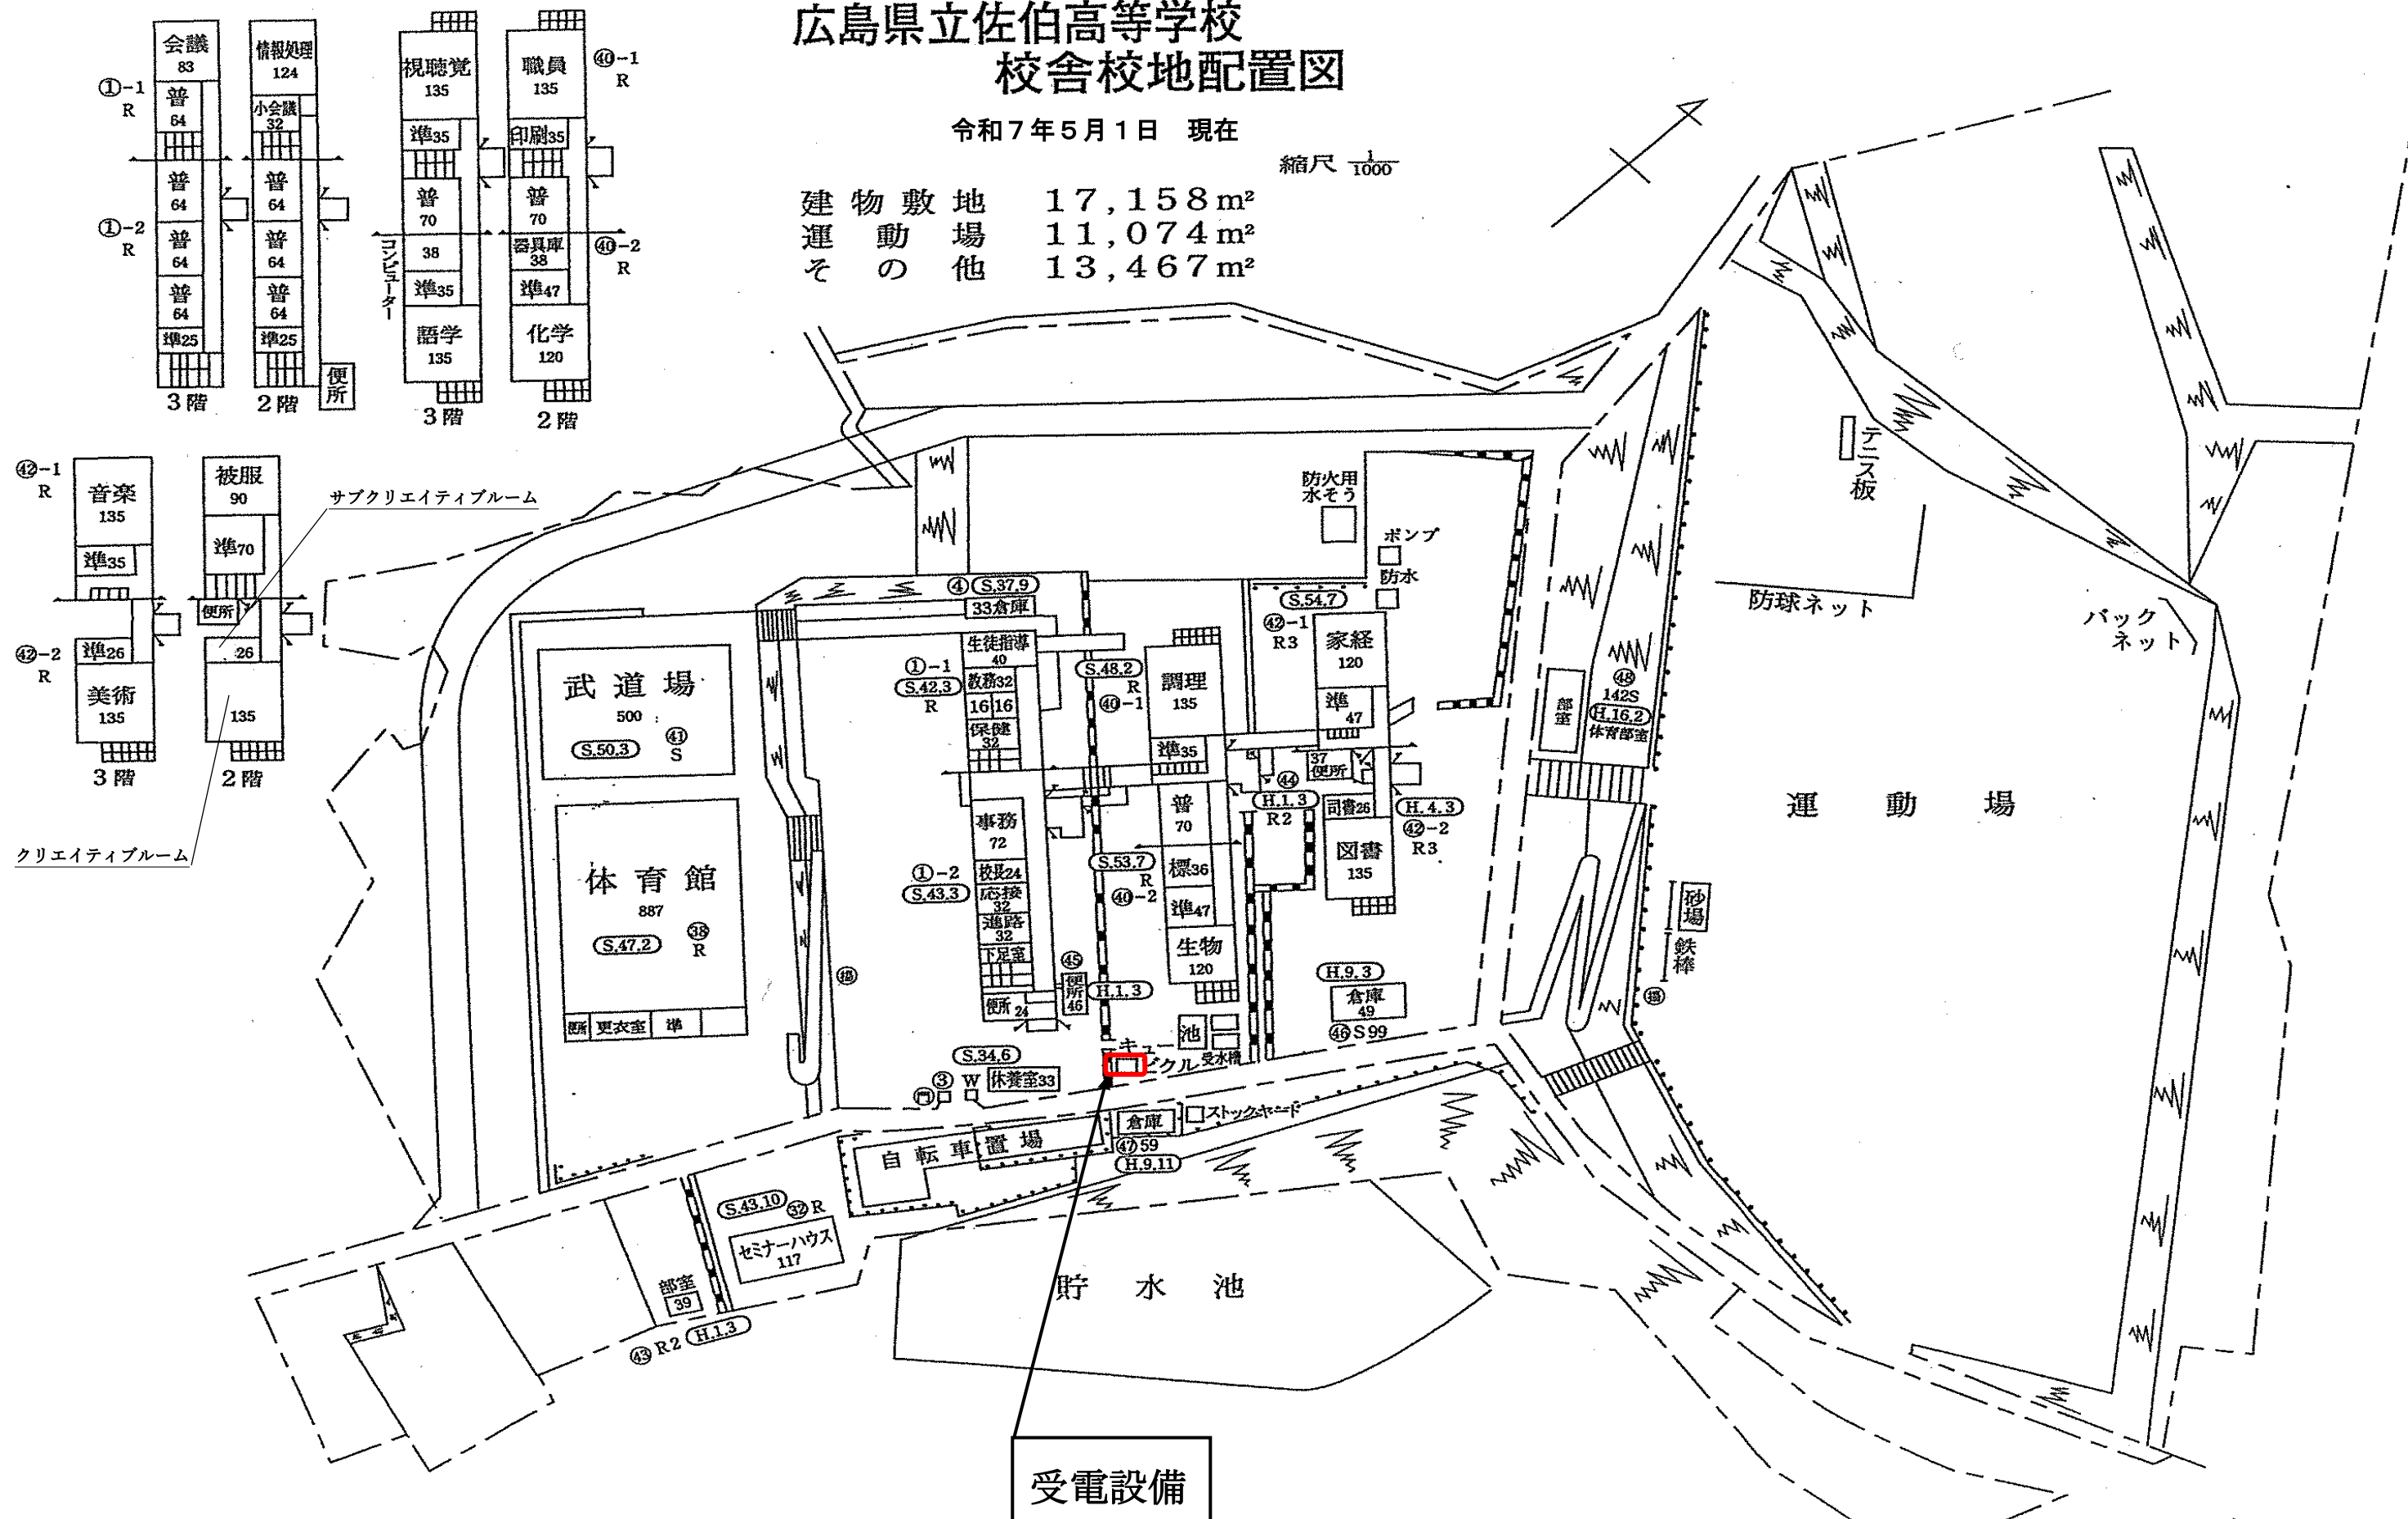 広島県立佐伯高等学校
校舎校地配置図
令和７年５月１日　現在
縮尺 1/1000
建物敷地 17,158m²
運動場 11,074m²
その他 13,467m²
会議
83
①-1
R
普
64
普
64
①-2
R
普
64
普
64
準25
3階
情報処理
124
小会議
32
普
64
普
64
普
64
準25
便所
2階
視聴覚
135
準35
普
70
コンピューター
38
準35
語学
135
3階
職員
135
㊵-1
R
印刷35
普
70
器具庫
38
㊵-2
R
準47
化学
120
2階
㊷-1
R
音楽
135
準35
㊷-2
R
準26
美術
135
3階
被服
90
準70
サブクリエイティブルーム
便所
26
135
2階
クリエイティブルーム
武道場
500
S.50.3
㊶
S
体育館
887
S.47.2
㊳
R
便所
更衣室
準
④
S.37.9
33倉庫
生徒指導
40
①-1
S.42.3
R
教務32
16
16
保健
32
事務
72
①-2
S.43.3
校長24
応接
32
進路
32
下足室
便所
24
㊺
便所
46
H.1.3
S.48.2
R
㊵-1
調理
135
準35
普
70
S.53.7
R
㊵-2
標36
準47
生物
120
池
受水槽
キュービクル
防火用
水そう
ポンプ
防水
S.54.7
㊷-1
R3
家経
120
準
47
37
便所
㊹
H.1.3
R2
司書26
H.4.3
㊷-2
R3
図書
135
H.9.3
倉庫
49
㊻S99
部室
㊽
142S
H.16.2
体育部室
テニス板
防球ネット
バック
ネット
運動場
砂場
鉄棒
S.34.6
③
門
W
休養室33
自転車置場
倉庫
㊼59
H.9.11
ストックヤード
S.43.10
㉜R
セミナーハウス
117
部室
39
㊸R2
H.1.3
貯水池
受電設備